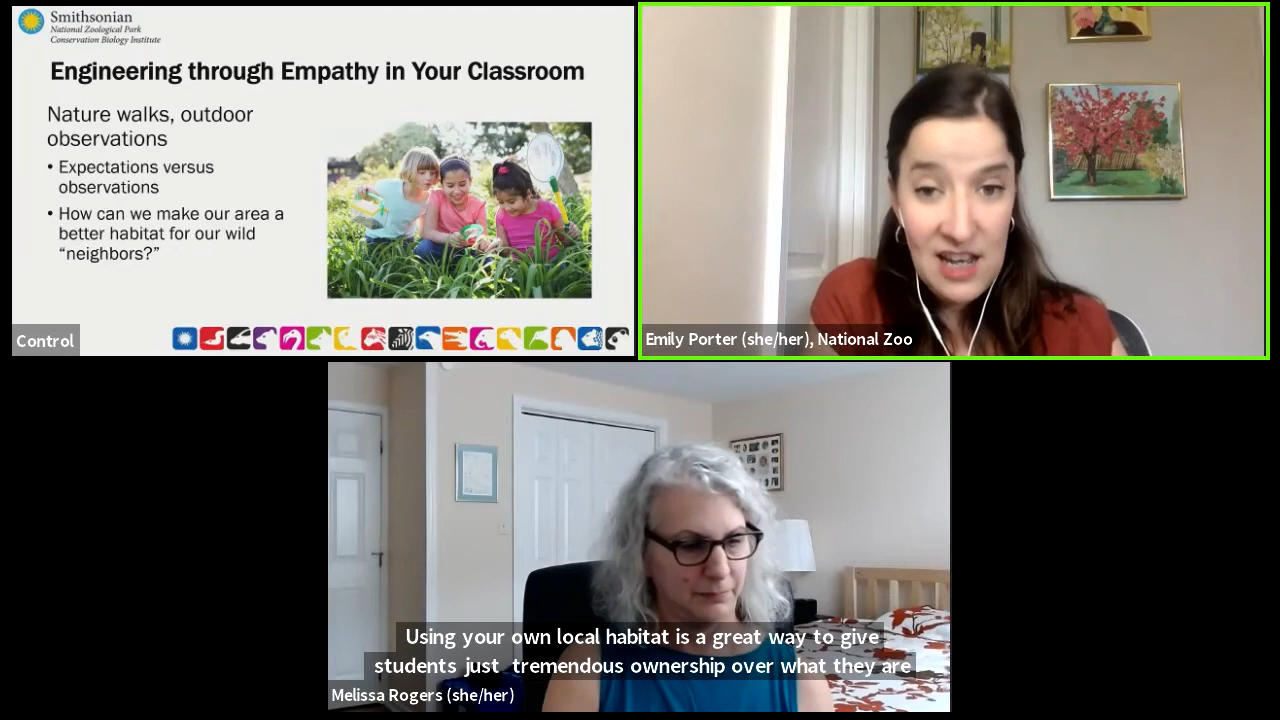 Smithsonian
National Zoological Park
Conservation Biology Institute
Engineering through Empathy in Your Classroom
Nature walks, outdoor
observations
• Expectations versus
observations
• How can we make our area a
better habitat for our wild
“neighbors?”
Control
Emily Porter (she/her), National Zoo
Using your own local habitat is a great way to give
students just tremendous ownership over what they are
Melissa Rogers (she/her)